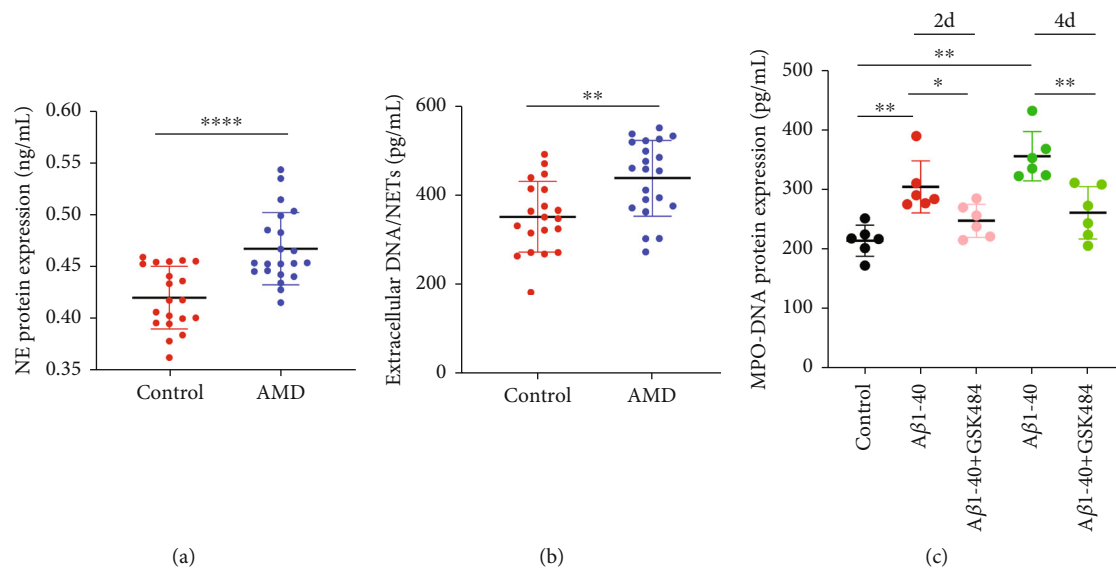 NE protein expression (ng/mL)
0.60
0.55
0.50
0.45
0.40
0.35
****
Control
AMD
(a)
Extracellular DNA/NETs (pg/mL)
600
400
200
0
**
Control
AMD
(b)
MPO-DNA protein expression (pg/mL)
500
400
300
200
100
0
2d
4d
**
**
*
**
Control
Aβ1-40
Aβ1-40+GSK484
Aβ1-40
Aβ1-40+GSK484
(c)